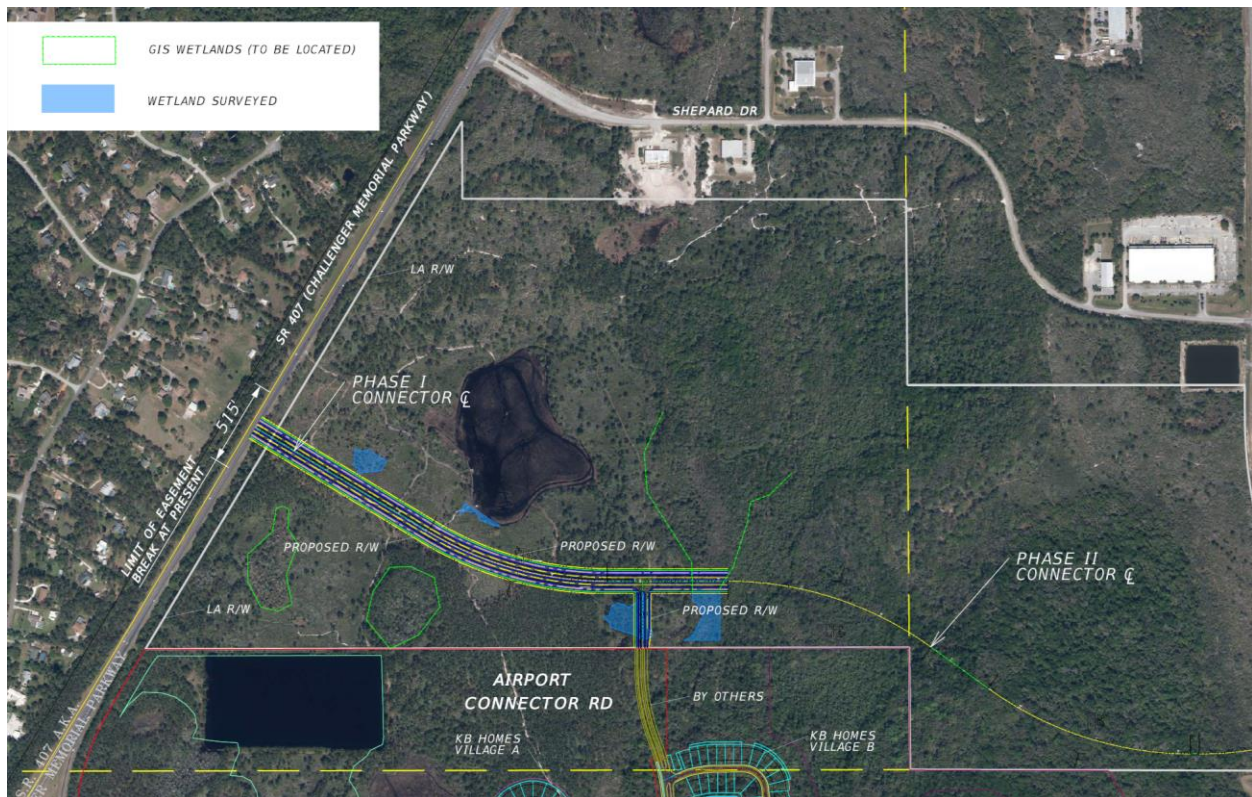 GIS WETLANDS (TO BE LOCATED)
WETLAND SURVEYED
SHEPARD DR
SR 407 (CHALLENGER MEMORIAL PARKWAY)
LA R/W
PHASE I
CONNECTOR ℄
515'
LIMIT OF EASEMENT
BREAK AT PRESENT
PROPOSED R/W
PROPOSED R/W
PHASE II
CONNECTOR ℄
LA R/W
PROPOSED R/W
AIRPORT
CONNECTOR RD
BY OTHERS
KB HOMES
VILLAGE A
KB HOMES
VILLAGE B
S.R. 407 A.K.A.
MEMORIAL PARKWAY